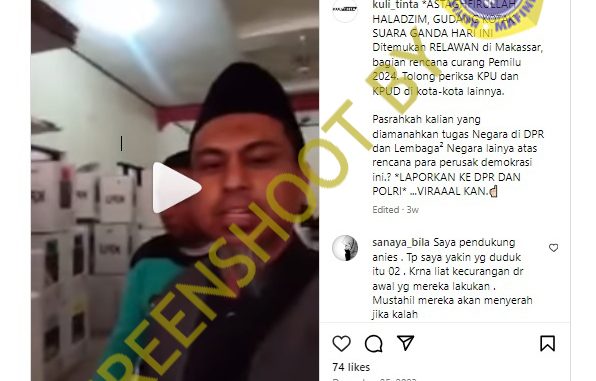 kuli_tinta *ASTAGHFIRULLAH
HALADZIM, GUDANG KOTAK
SUARA GANDA HARI INI
Ditemukan RELAWAN di Makassar,
bagian rencana curang Pemilu
2024. Tolong periksa KPU dan
KPUD di kota-kota lainnya.
Pasrahkah kalian yang
diamanahkan tugas Negara di DPR
dan Lembaga² Negara lainya atas
rencana para perusak demokrasi
ini.? *LAPORKAN KE DPR DAN
POLRI* ...VIRAAAL KAN.☝🏻
Edited · 3w
sanaya_bila Saya pendukung
anies . Tp saya yakin yg duduk
itu 02 . Krna liat kecurangan dr
awal yg mereka lakukan .
Mustahil mereka akan menyerah
jika kalah
74 likes
SCREENSHOOT BY
MAFINDO